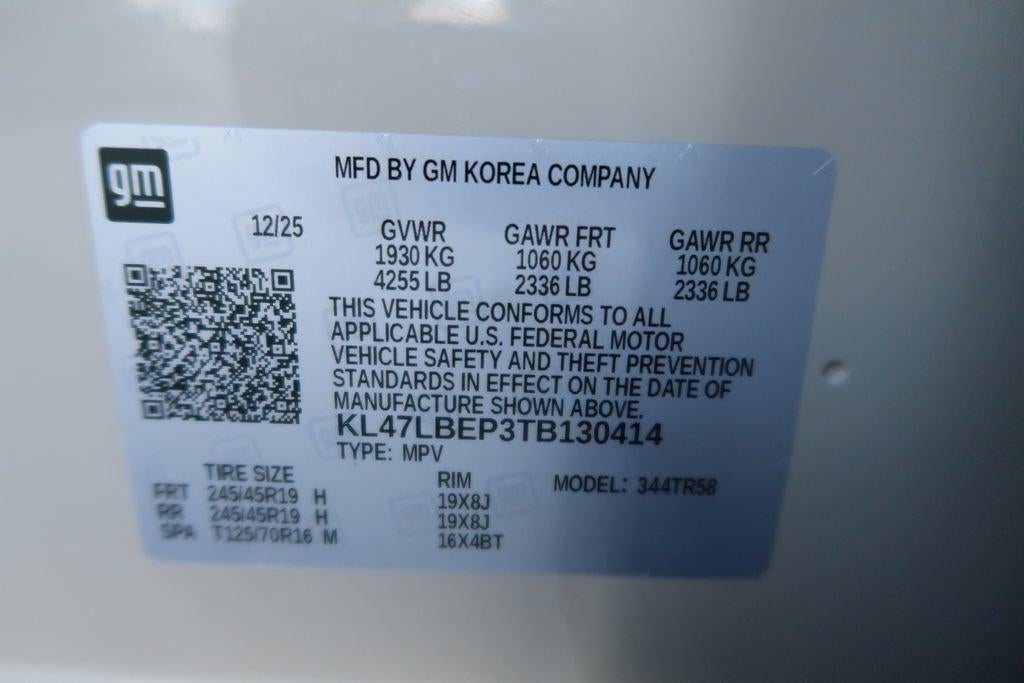 gm
MFD BY GM KOREA COMPANY
12/25 GVWR GAWR FRT GAWR RR
1930 KG 1060 KG 1060 KG
4255 LB 2336 LB 2336 LB
THIS VEHICLE CONFORMS TO ALL
APPLICABLE U.S. FEDERAL MOTOR
VEHICLE SAFETY AND THEFT PREVENTION
STANDARDS IN EFFECT ON THE DATE OF
MANUFACTURE SHOWN ABOVE.
KL47LBEP3TB130414
TYPE: MPV
TIRE SIZE RIM MODEL: 344TR58
FRT 245/45R19 H 19X8J
RR 245/45R19 H 19X8J
SPA T125/70R16 M 16X4BT